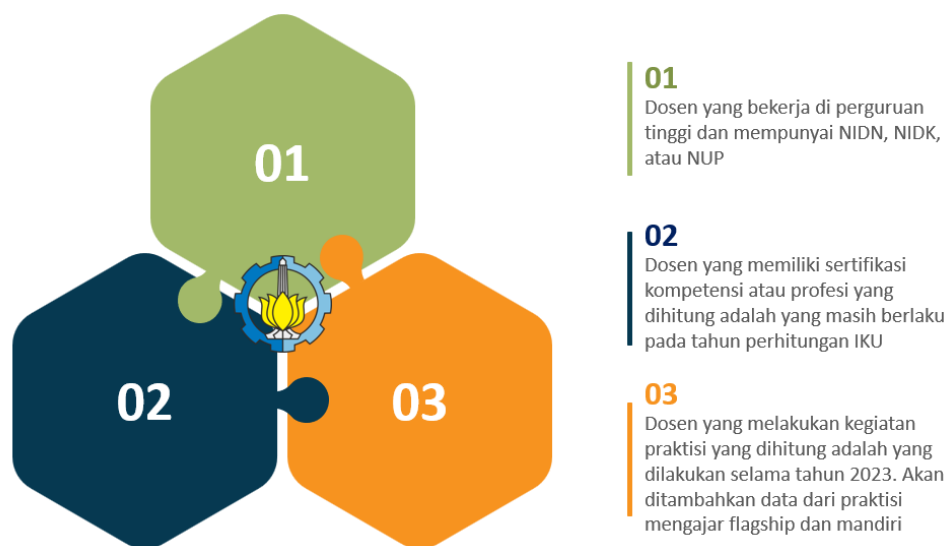 01
02
03
01
Dosen yang bekerja di perguruan
tinggi dan mempunyai NIDN, NIDK,
atau NUP
02
Dosen yang memiliki sertifikasi
kompetensi atau profesi yang
dihitung adalah yang masih berlaku
pada tahun perhitungan IKU
03
Dosen yang melakukan kegiatan
praktisi yang dihitung adalah yang
dilakukan selama tahun 2023. Akan
ditambahkan data dari praktisi
mengajar flagship dan mandiri